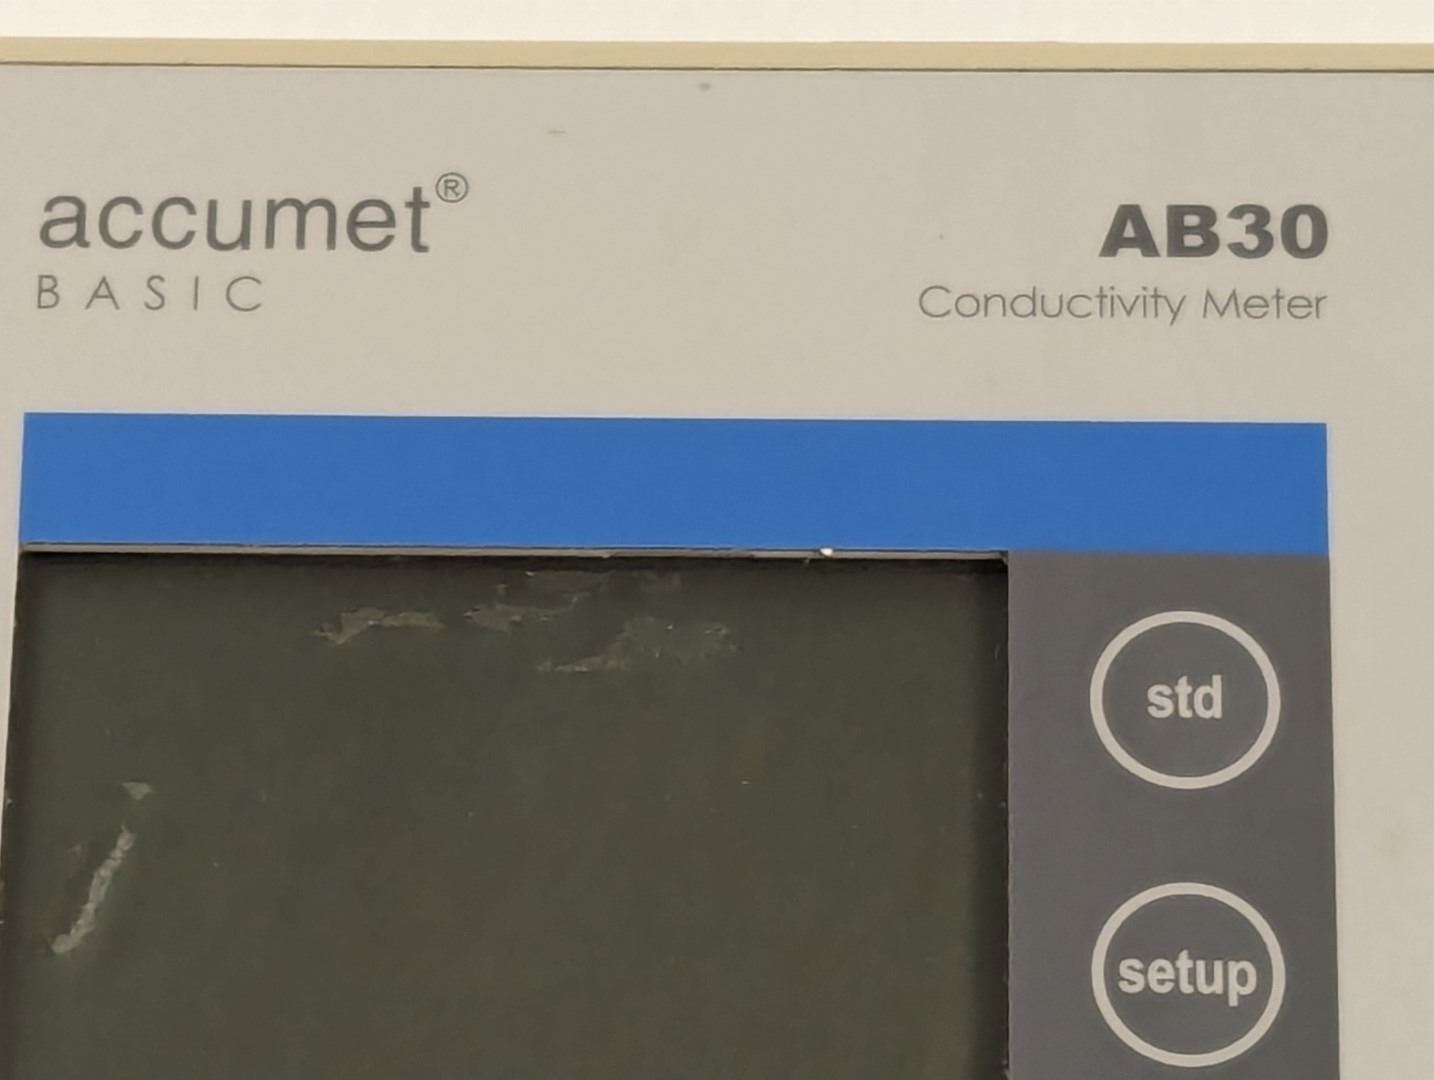 accumet®
BASIC
AB30
Conductivity Meter
std
setup